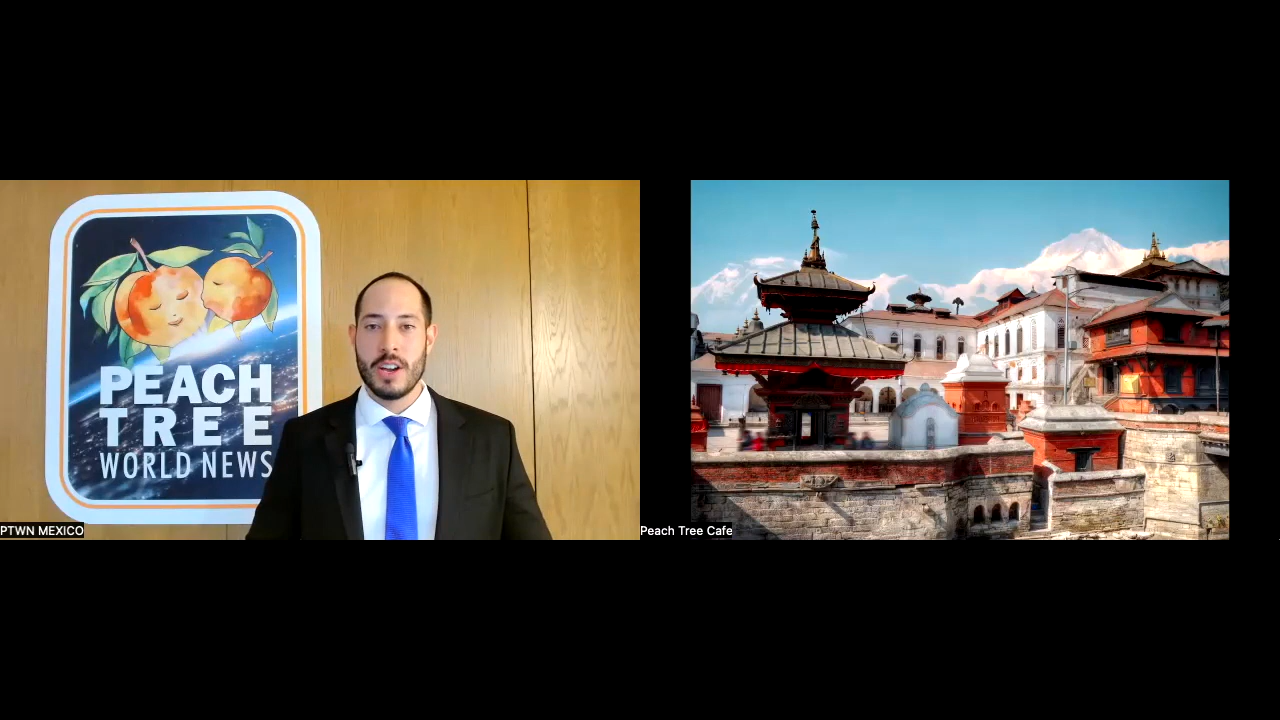 PEACH
TREE
WORLD NEWS
PTWN MEXICO
Peach Tree Cafe